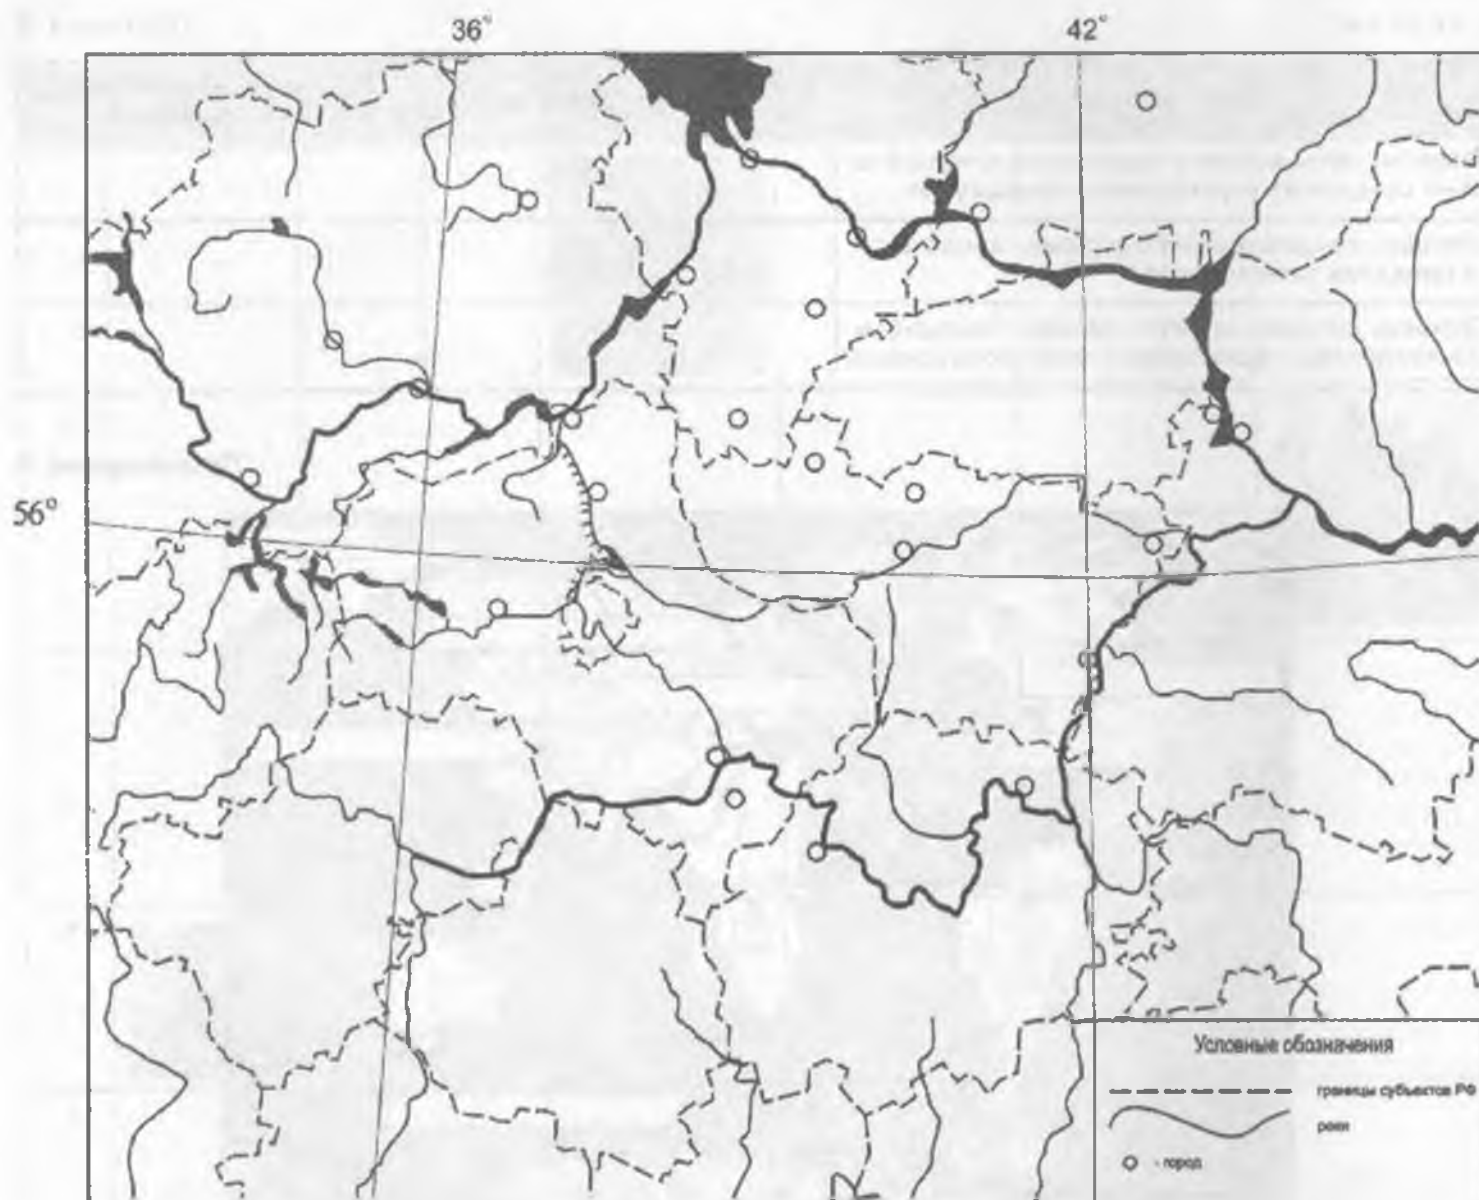 36°
42°
56°
Условные обозначения
границы субъектов РФ
реки
- город